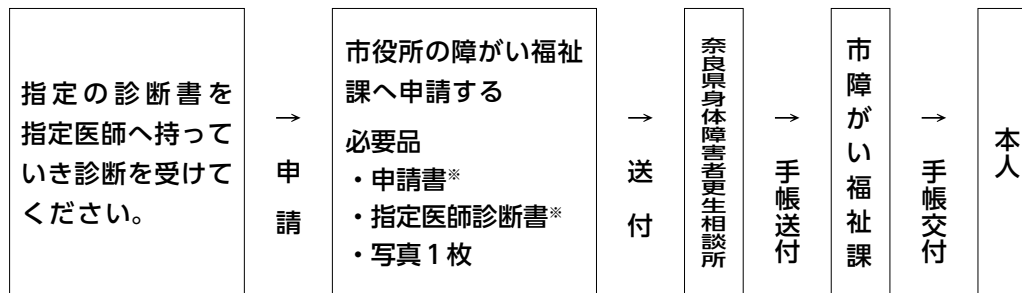 指定の診断書を
指定医師へ持って
いき診断を受けて
ください。
→
申請
市役所の障がい福祉
課へ申請する
必要品
・申請書※
・指定医師診断書※
・写真1枚
→
送付
奈良県身体障害者更生相談所
→
手帳送付
市障がい福祉課
→
手帳交付
本人